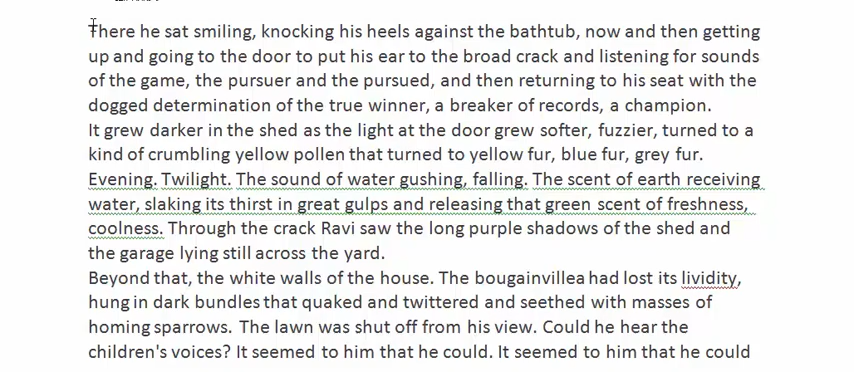 There he sat smiling, knocking his heels against the bathtub, now and then getting
up and going to the door to put his ear to the broad crack and listening for sounds
of the game, the pursuer and the pursued, and then returning to his seat with the
dogged determination of the true winner, a breaker of records, a champion.
It grew darker in the shed as the light at the door grew softer, fuzzier, turned to a
kind of crumbling yellow pollen that turned to yellow fur, blue fur, grey fur.
Evening. Twilight. The sound of water gushing, falling. The scent of earth receiving
water, slaking its thirst in great gulps and releasing that green scent of freshness,
coolness. Through the crack Ravi saw the long purple shadows of the shed and
the garage lying still across the yard.
Beyond that, the white walls of the house. The bougainvillea had lost its lividity,
hung in dark bundles that quaked and twittered and seethed with masses of
homing sparrows. The lawn was shut off from his view. Could he hear the
children's voices? It seemed to him that he could. It seemed to him that he could